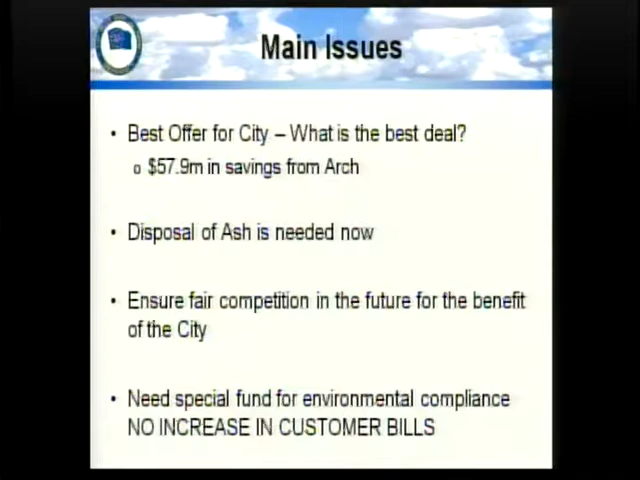 Main Issues
• Best Offer for City – What is the best deal?
o $57.9m in savings from Arch
• Disposal of Ash is needed now
• Ensure fair competition in the future for the benefit
of the City
• Need special fund for environmental compliance
NO INCREASE IN CUSTOMER BILLS